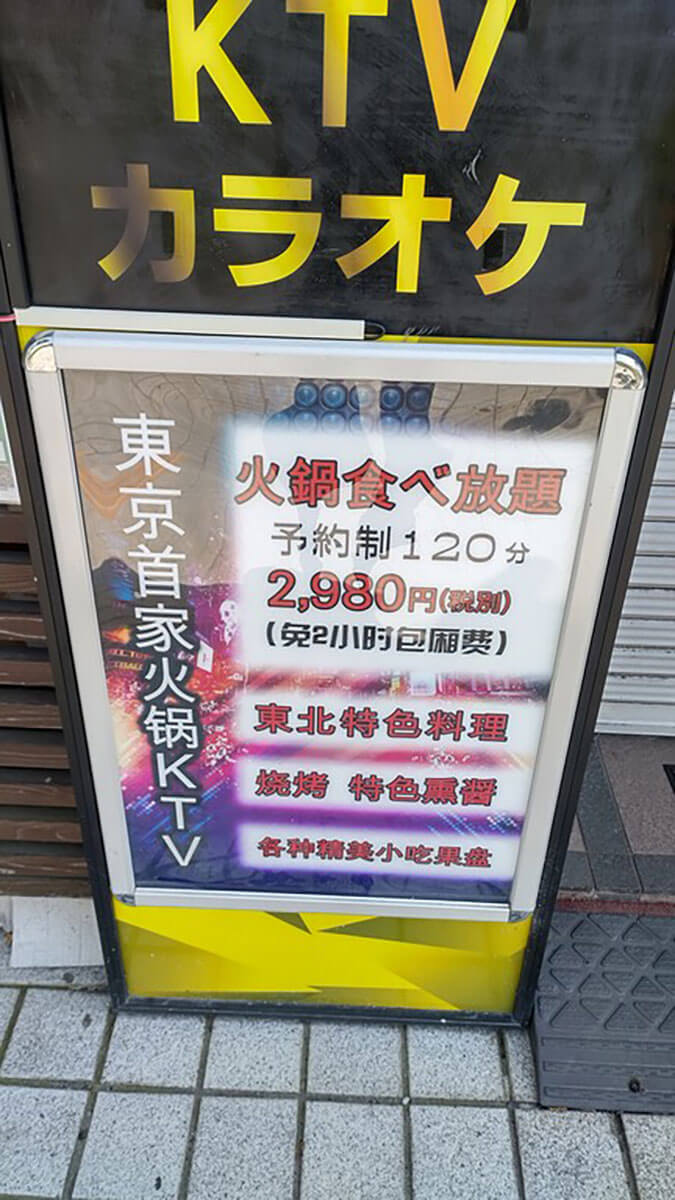 KTV
カラオケ
東京首家火锅KTV
火鍋食べ放題
予約制120分
2,980円(税別)
(免2小时包厢费)
東北特色料理
烧烤 特色熏醤
各种精美小吃果盘